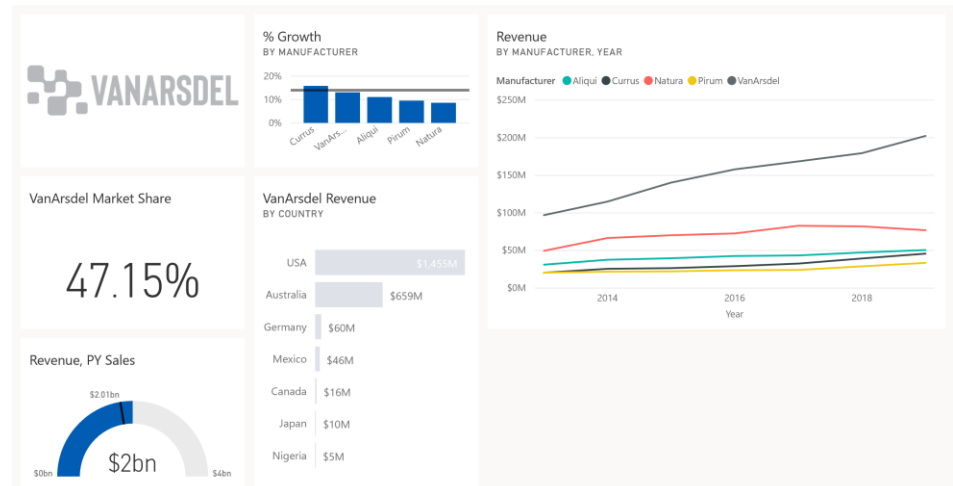 VANARSDEL
% Growth
BY MANUFACTURER
20%
10%
0%
Currus
VanArs...
Aliqui
Pirum
Natura
Revenue
BY MANUFACTURER, YEAR
Manufacturer Aliqui Currus Natura Pirum VanArsdel
$250M
$200M
$150M
$100M
$50M
$0M
2014 2016 2018
Year
VanArsdel Market Share
47.15%
VanArsdel Revenue
BY COUNTRY
USA $1,455M
Australia $659M
Germany $60M
Mexico $46M
Canada $16M
Japan $10M
Nigeria $5M
Revenue, PY Sales
$2.01bn
$2bn
$0bn $4bn